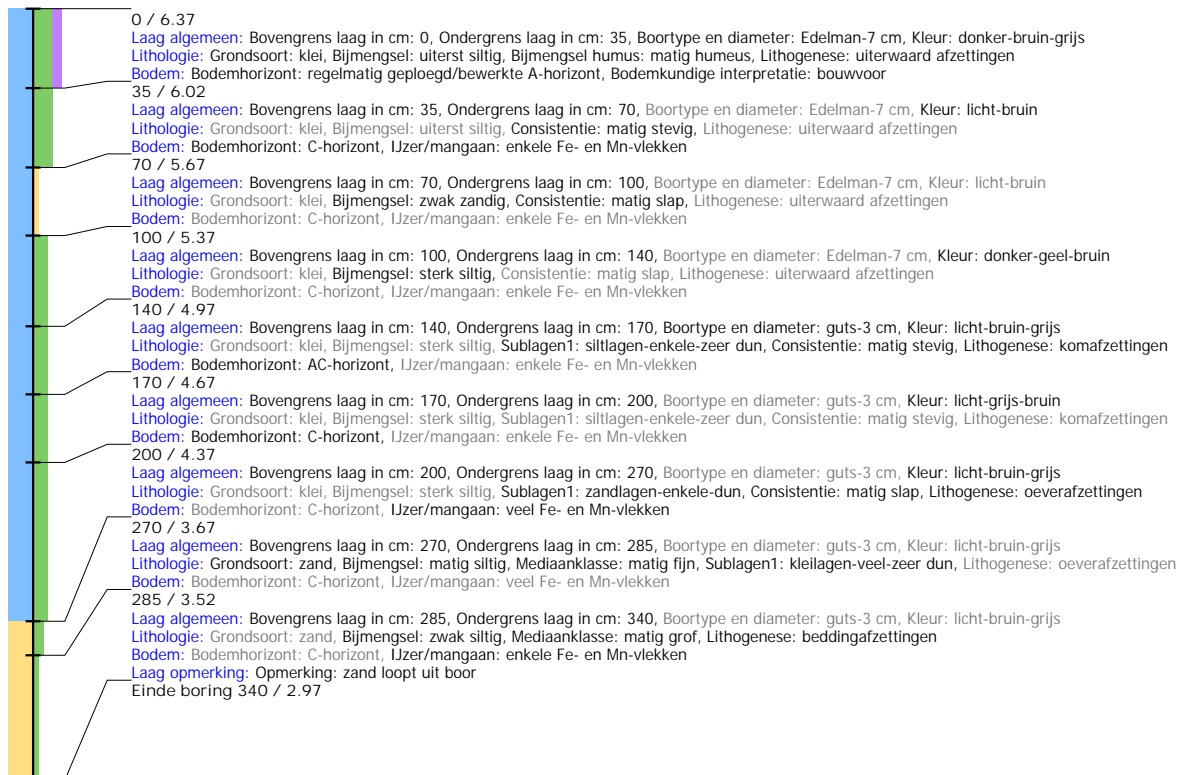 0 / 6.37
Laag algemeen: Bovengrens laag in cm: 0, Ondergrens laag in cm: 35, Boortype en diameter: Edelman-7 cm, Kleur: donker-bruin-grijs
Lithologie: Grondsoort: klei, Bijmengsel: uiterst siltig, Bijmengsel humus: matig humeus, Lithogenese: uiterwaard afzettingen
Bodem: Bodemhorizont: regelmatig geploegd/bewerkte A-horizont, Bodemkundige interpretatie: bouwvoor
35 / 6.02
Laag algemeen: Bovengrens laag in cm: 35, Ondergrens laag in cm: 70, Boortype en diameter: Edelman-7 cm, Kleur: licht-bruin
Lithologie: Grondsoort: klei, Bijmengsel: uiterst siltig, Consistentie: matig stevig, Lithogenese: uiterwaard afzettingen
Bodem: Bodemhorizont: C-horizont, IJzer/mangaan: enkele Fe- en Mn-vlekken
70 / 5.67
Laag algemeen: Bovengrens laag in cm: 70, Ondergrens laag in cm: 100, Boortype en diameter: Edelman-7 cm, Kleur: licht-bruin
Lithologie: Grondsoort: klei, Bijmengsel: zwak zandig, Consistentie: matig slap, Lithogenese: uiterwaard afzettingen
Bodem: Bodemhorizont: C-horizont, IJzer/mangaan: enkele Fe- en Mn-vlekken
100 / 5.37
Laag algemeen: Bovengrens laag in cm: 100, Ondergrens laag in cm: 140, Boortype en diameter: Edelman-7 cm, Kleur: donker-geel-bruin
Lithologie: Grondsoort: klei, Bijmengsel: sterk siltig, Consistentie: matig slap, Lithogenese: uiterwaard afzettingen
Bodem: Bodemhorizont: C-horizont, IJzer/mangaan: enkele Fe- en Mn-vlekken
140 / 4.97
Laag algemeen: Bovengrens laag in cm: 140, Ondergrens laag in cm: 170, Boortype en diameter: guts-3 cm, Kleur: licht-bruin-grijs
Lithologie: Grondsoort: klei, Bijmengsel: sterk siltig, Sublagen1: siltlagen-enkele-zeer dun, Consistentie: matig stevig, Lithogenese: komafzettingen
Bodem: Bodemhorizont: AC-horizont, IJzer/mangaan: enkele Fe- en Mn-vlekken
170 / 4.67
Laag algemeen: Bovengrens laag in cm: 170, Ondergrens laag in cm: 200, Boortype en diameter: guts-3 cm, Kleur: licht-grijs-bruin
Lithologie: Grondsoort: klei, Bijmengsel: sterk siltig, Sublagen1: siltlagen-enkele-zeer dun, Consistentie: matig stevig, Lithogenese: komafzettingen
Bodem: Bodemhorizont: C-horizont, IJzer/mangaan: enkele Fe- en Mn-vlekken
200 / 4.37
Laag algemeen: Bovengrens laag in cm: 200, Ondergrens laag in cm: 270, Boortype en diameter: guts-3 cm, Kleur: licht-bruin-grijs
Lithologie: Grondsoort: klei, Bijmengsel: sterk siltig, Sublagen1: zandlagen-enkele-dun, Consistentie: matig slap, Lithogenese: oeverafzettingen
Bodem: Bodemhorizont: C-horizont, IJzer/mangaan: veel Fe- en Mn-vlekken
270 / 3.67
Laag algemeen: Bovengrens laag in cm: 270, Ondergrens laag in cm: 285, Boortype en diameter: guts-3 cm, Kleur: licht-bruin-grijs
Lithologie: Grondsoort: zand, Bijmengsel: matig siltig, Mediaanklasse: matig fijn, Sublagen1: kleilagen-veel-zeer dun, Lithogenese: oeverafzettingen
Bodem: Bodemhorizont: C-horizont, IJzer/mangaan: veel Fe- en Mn-vlekken
285 / 3.52
Laag algemeen: Bovengrens laag in cm: 285, Ondergrens laag in cm: 340, Boortype en diameter: guts-3 cm, Kleur: licht-bruin-grijs
Lithologie: Grondsoort: zand, Bijmengsel: zwak siltig, Mediaanklasse: matig grof, Lithogenese: beddingafzettingen
Bodem: Bodemhorizont: C-horizont, IJzer/mangaan: enkele Fe- en Mn-vlekken
Laag opmerking: Opmerking: zand loopt uit boor
Einde boring 340 / 2.97